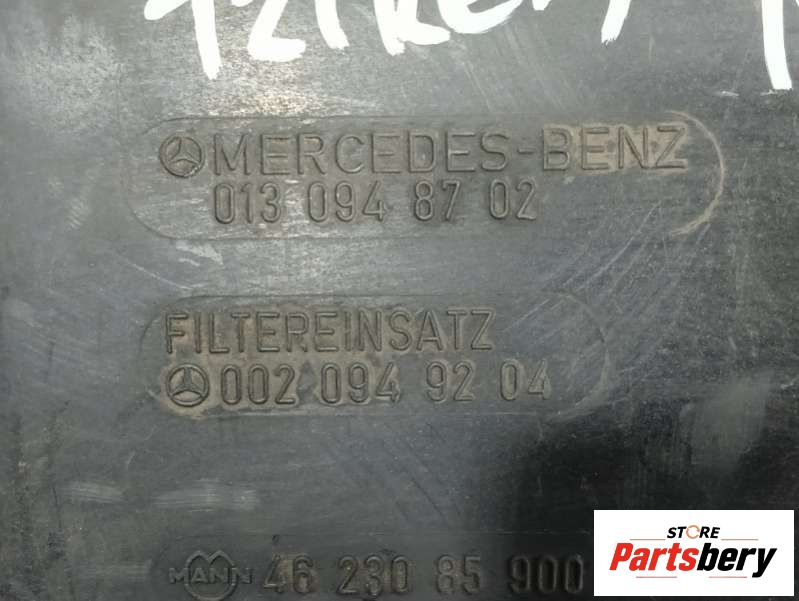 MERCEDES-BENZ
013 094 87 02
FILTEREINSATZ
002 094 92 04
MANN 46 230 85 900
STORE
Partsbery